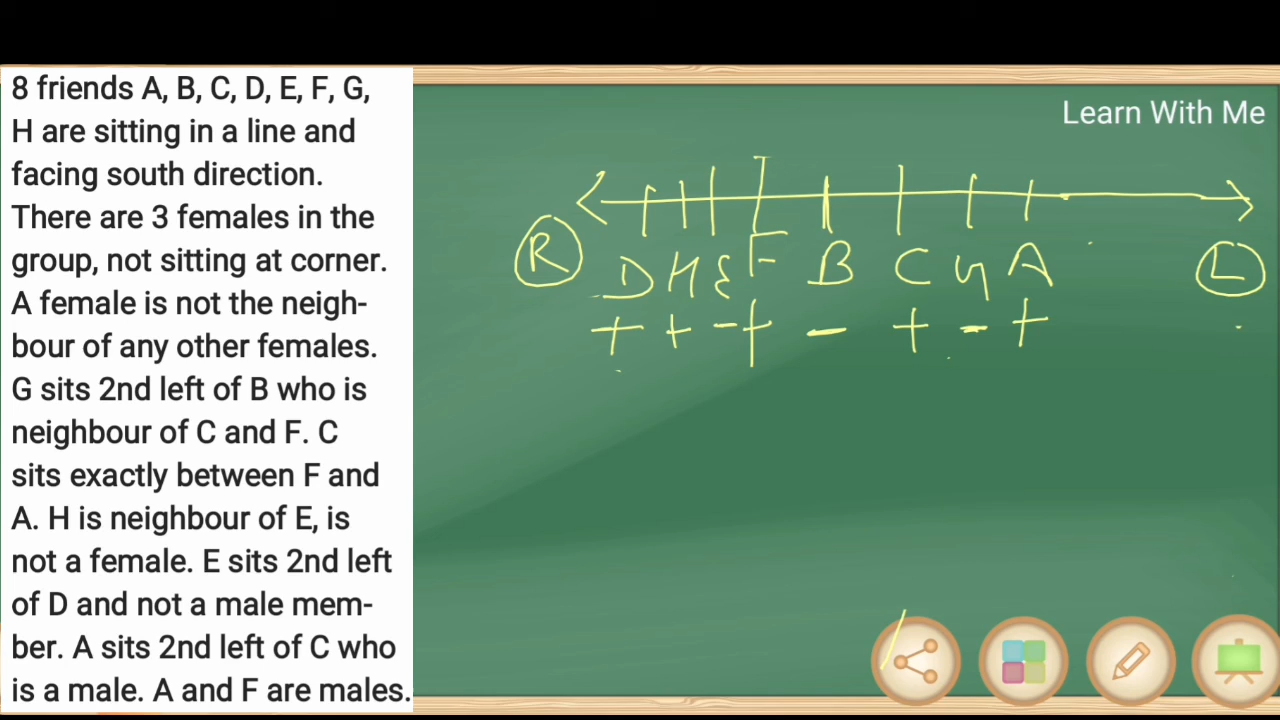 8 friends A, B, C, D, E, F, G,
H are sitting in a line and
facing south direction.
There are 3 females in the
group, not sitting at corner.
A female is not the neigh-
bour of any other females.
G sits 2nd left of B who is
neighbour of C and F. C
sits exactly between F and
A. H is neighbour of E, is
not a female. E sits 2nd left
of D and not a male mem-
ber. A sits 2nd left of C who
is a male. A and F are males.
Learn With Me
R D H E F B C G A L
+ + - + - + - +